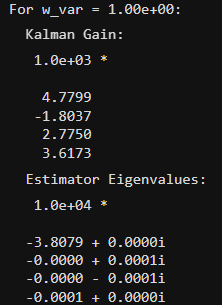 For w_var = 1.00e+00:
Kalman Gain:
1.0e+03 *
4.7799
-1.8037
2.7750
3.6173
Estimator Eigenvalues:
1.0e+04 *
-3.8079 + 0.0000i
-0.0000 + 0.0001i
-0.0000 - 0.0001i
-0.0001 + 0.0000i